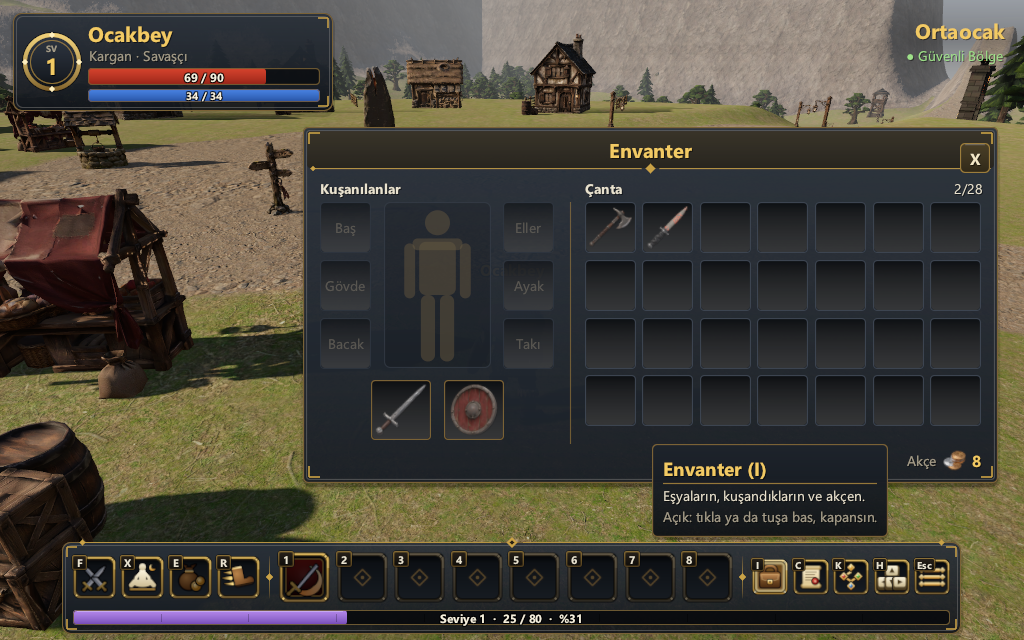 Ocakbey
Kargan · Savaşçı
SV
1
69 / 90
34 / 34
Ortaocak
Güvenli Bölge
Envanter
X
Kuşanılanlar
Çanta
2/28
Baş
Eller
Gövde
Ayak
Bacak
Takı
Akçe 8
Envanter (I)
Eşyaların, kuşandıkların ve akçen.
Açık: tıkla ya da tuşa bas, kapansın.
F X E R 1 2 3 4 5 6 7 8 I C K H Esc
Seviye 1 · 25 / 80 · %31